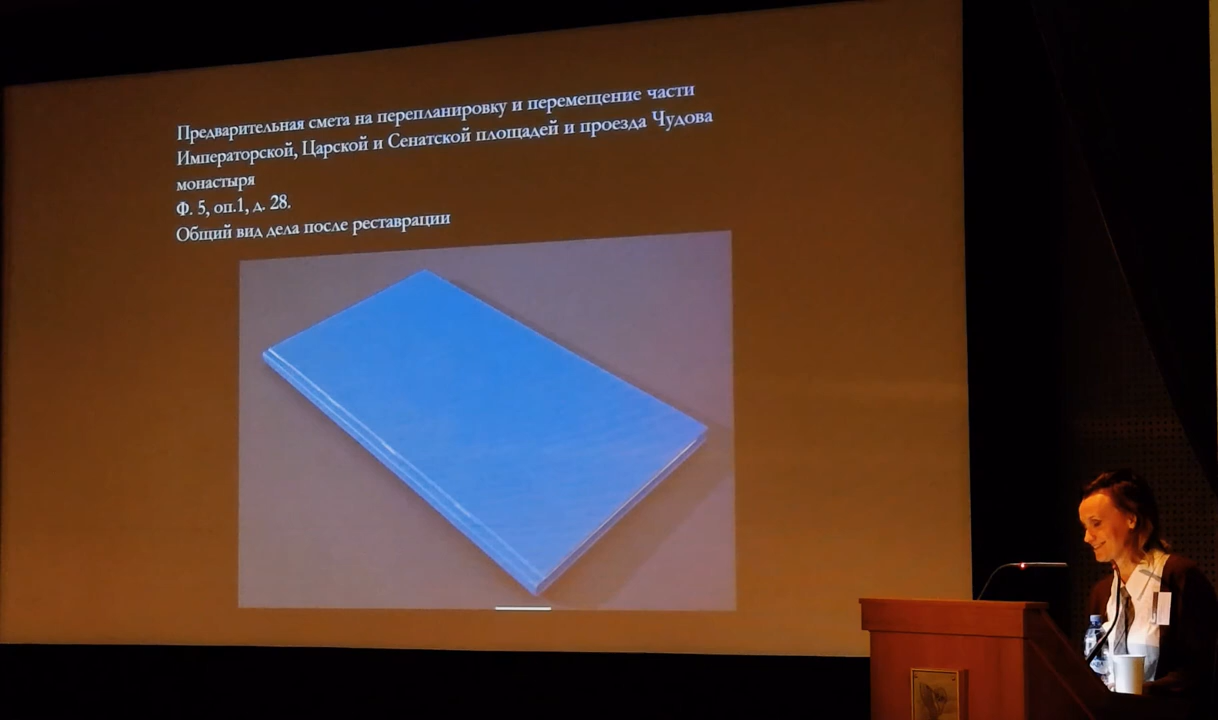 Предварительная смета на перепланировку и перемещение части
Императорской, Царской и Сенатской площадей и проезда Чудова
монастыря
Ф. 5, оп.1, д. 28.
Общий вид дела после реставрации